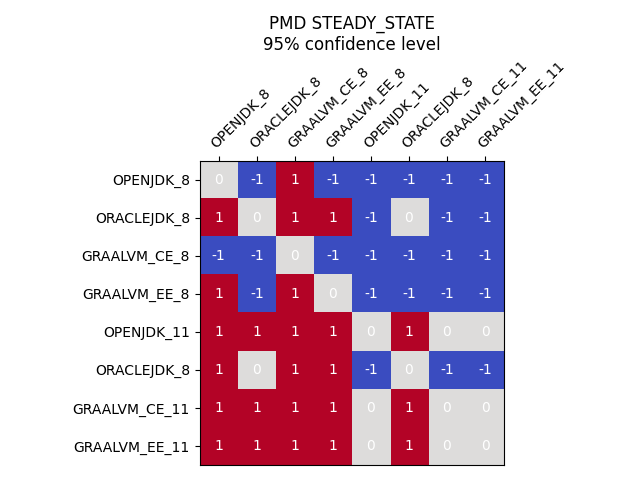 PMD STEADY_STATE
95% confidence level
OPENJDK_8 ORACLEJDK_8 GRAALVM_CE_8 GRAALVM_EE_8 OPENJDK_11 ORACLEJDK_8 GRAALVM_CE_11 GRAALVM_EE_11
OPENJDK_8 0 -1 1 -1 -1 -1 -1 -1
ORACLEJDK_8 1 0 1 1 -1 0 -1 -1
GRAALVM_CE_8 -1 -1 0 -1 -1 -1 -1 -1
GRAALVM_EE_8 1 -1 1 0 -1 -1 -1 -1
OPENJDK_11 1 1 1 1 0 1 0 0
ORACLEJDK_8 1 0 1 1 -1 0 -1 -1
GRAALVM_CE_11 1 1 1 1 0 1 0 0
GRAALVM_EE_11 1 1 1 1 0 1 0 0